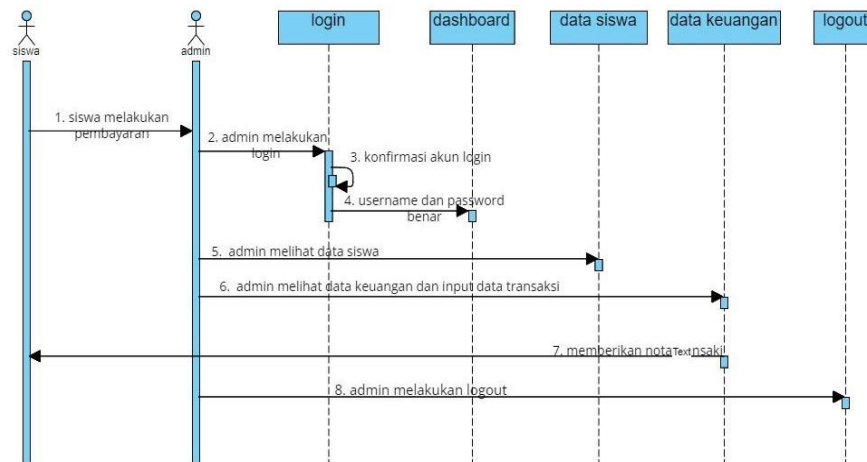 siswa
admin
login
dashboard
data siswa
data keuangan
logout
1. siswa melakukan
pembayaran
2. admin melakukan
login
3. konfirmasi akun login
4. username dan password
benar
5. admin melihat data siswa
6. admin melihat data keuangan dan input data transaksi
7. memberikan nota Text nsaki
8. admin melakukan logout